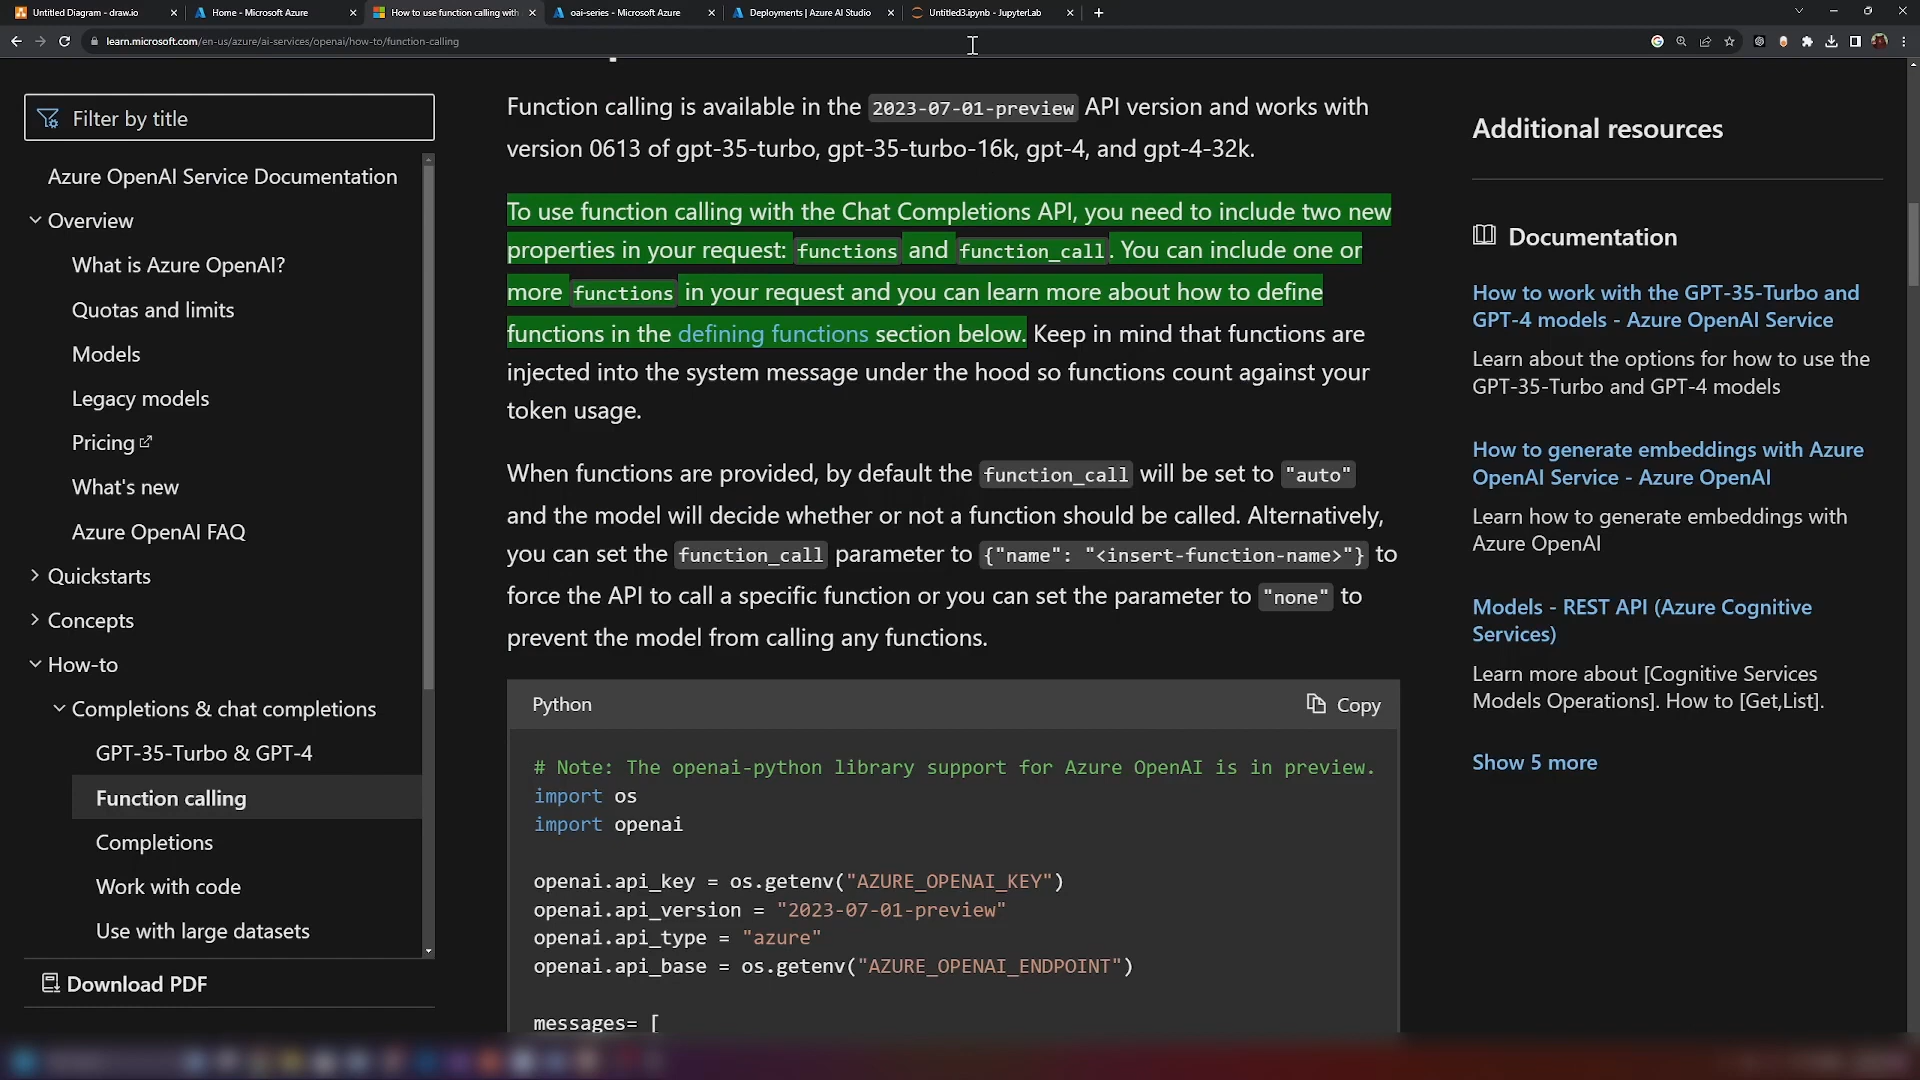 Untitled Diagram - draw.io
Home - Microsoft Azure
How to use function calling with
oai-series - Microsoft Azure
Deployments | Azure AI Studio
Untitled3.ipynb - JupyterLab
learn.microsoft.com/en-us/azure/ai-services/openai/how-to/function-calling
Filter by title
Azure OpenAI Service Documentation
Overview
What is Azure OpenAI?
Quotas and limits
Models
Legacy models
Pricing
What's new
Azure OpenAI FAQ
Quickstarts
Concepts
How-to
Completions & chat completions
GPT-35-Turbo & GPT-4
Function calling
Completions
Work with code
Use with large datasets
Download PDF
Function calling is available in the 2023-07-01-preview API version and works with
version 0613 of gpt-35-turbo, gpt-35-turbo-16k, gpt-4, and gpt-4-32k.
To use function calling with the Chat Completions API, you need to include two new
properties in your request: functions and function_call. You can include one or
more functions in your request and you can learn more about how to define
functions in the defining functions section below. Keep in mind that functions are
injected into the system message under the hood so functions count against your
token usage.
When functions are provided, by default the function_call will be set to "auto"
and the model will decide whether or not a function should be called. Alternatively,
you can set the function_call parameter to {"name": "<insert-function-name>"} to
force the API to call a specific function or you can set the parameter to "none" to
prevent the model from calling any functions.
Python
Copy
# Note: The openai-python library support for Azure OpenAI is in preview.
import os
import openai
openai.api_key = os.getenv("AZURE_OPENAI_KEY")
openai.api_version = "2023-07-01-preview"
openai.api_type = "azure"
openai.api_base = os.getenv("AZURE_OPENAI_ENDPOINT")
messages= [
Additional resources
Documentation
How to work with the GPT-35-Turbo and
GPT-4 models - Azure OpenAI Service
Learn about the options for how to use the
GPT-35-Turbo and GPT-4 models
How to generate embeddings with Azure
OpenAI Service - Azure OpenAI
Learn how to generate embeddings with
Azure OpenAI
Models - REST API (Azure Cognitive
Services)
Learn more about [Cognitive Services
Models Operations]. How to [Get,List].
Show 5 more